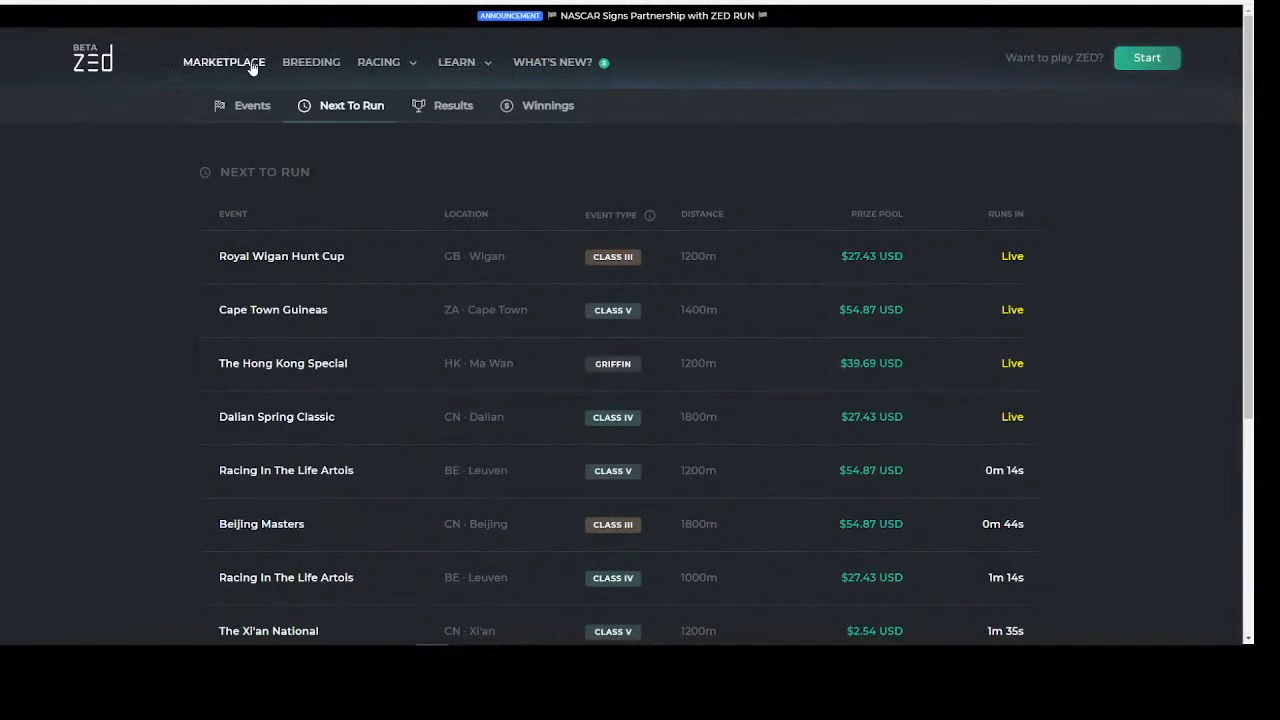 ANNOUNCEMENT NASCAR Signs Partnership with ZED RUN
BETA
zed
MARKETPLACE BREEDING RACING LEARN WHAT'S NEW? 5 Want to play ZED? Start
Events Next To Run Results Winnings
NEXT TO RUN
EVENT LOCATION EVENT TYPE DISTANCE PRIZE POOL RUNS IN
Royal Wigan Hunt Cup GB · Wigan CLASS III 1200m $27.43 USD Live
Cape Town Guineas ZA · Cape Town CLASS V 1400m $54.87 USD Live
The Hong Kong Special HK · Ma Wan GRIFFIN 1200m $39.69 USD Live
Dalian Spring Classic CN · Dalian CLASS IV 1800m $27.43 USD Live
Racing In The Life Artois BE · Leuven CLASS V 1200m $54.87 USD 0m 14s
Beijing Masters CN · Beijing CLASS III 1800m $54.87 USD 0m 44s
Racing In The Life Artois BE · Leuven CLASS IV 1000m $27.43 USD 1m 14s
The Xi'an National CN · Xi'an CLASS V 1200m $2.54 USD 1m 35s